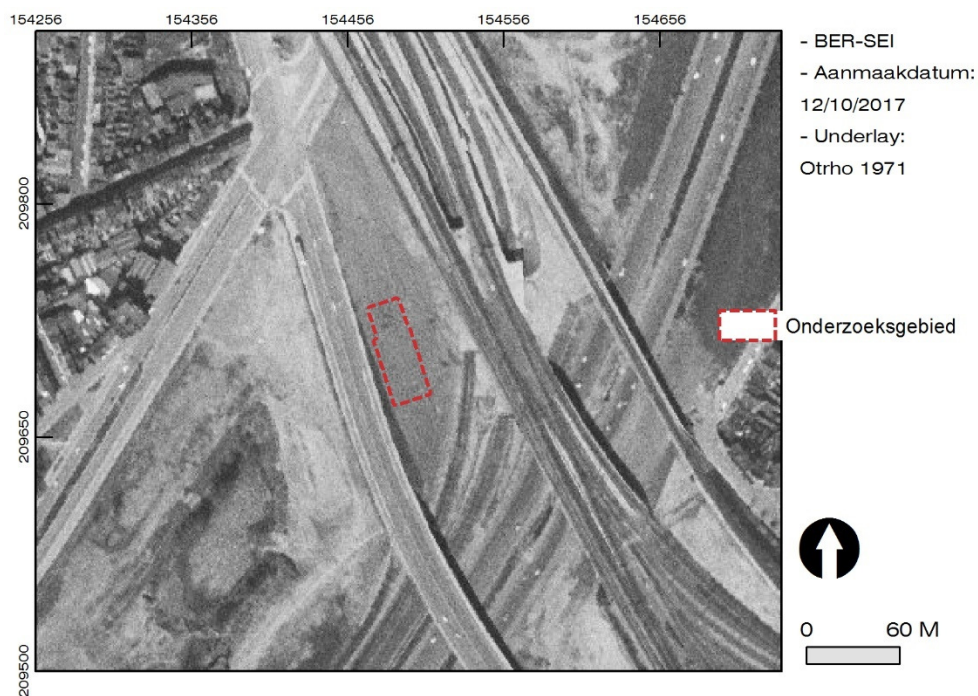 154256
154356
154456
154556
154656
209800
209650
209500
- BER-SEI
- Aanmaakdatum:
12/10/2017
- Underlay:
Otrho 1971
Onderzoeksgebied
0 60 M